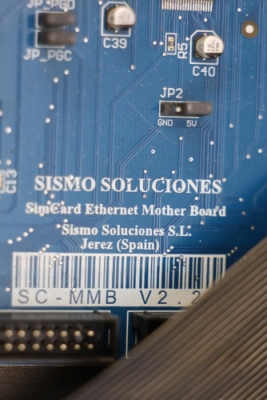 JP_PGD
JP_PGC
C39
R5
C40
JP2
GND 5V
C13
SISMO SOLUCIONES
SimCard Ethernet Mother Board
Sismo Soluciones S.L.
Jerez (Spain)
SC-MMB V2.2